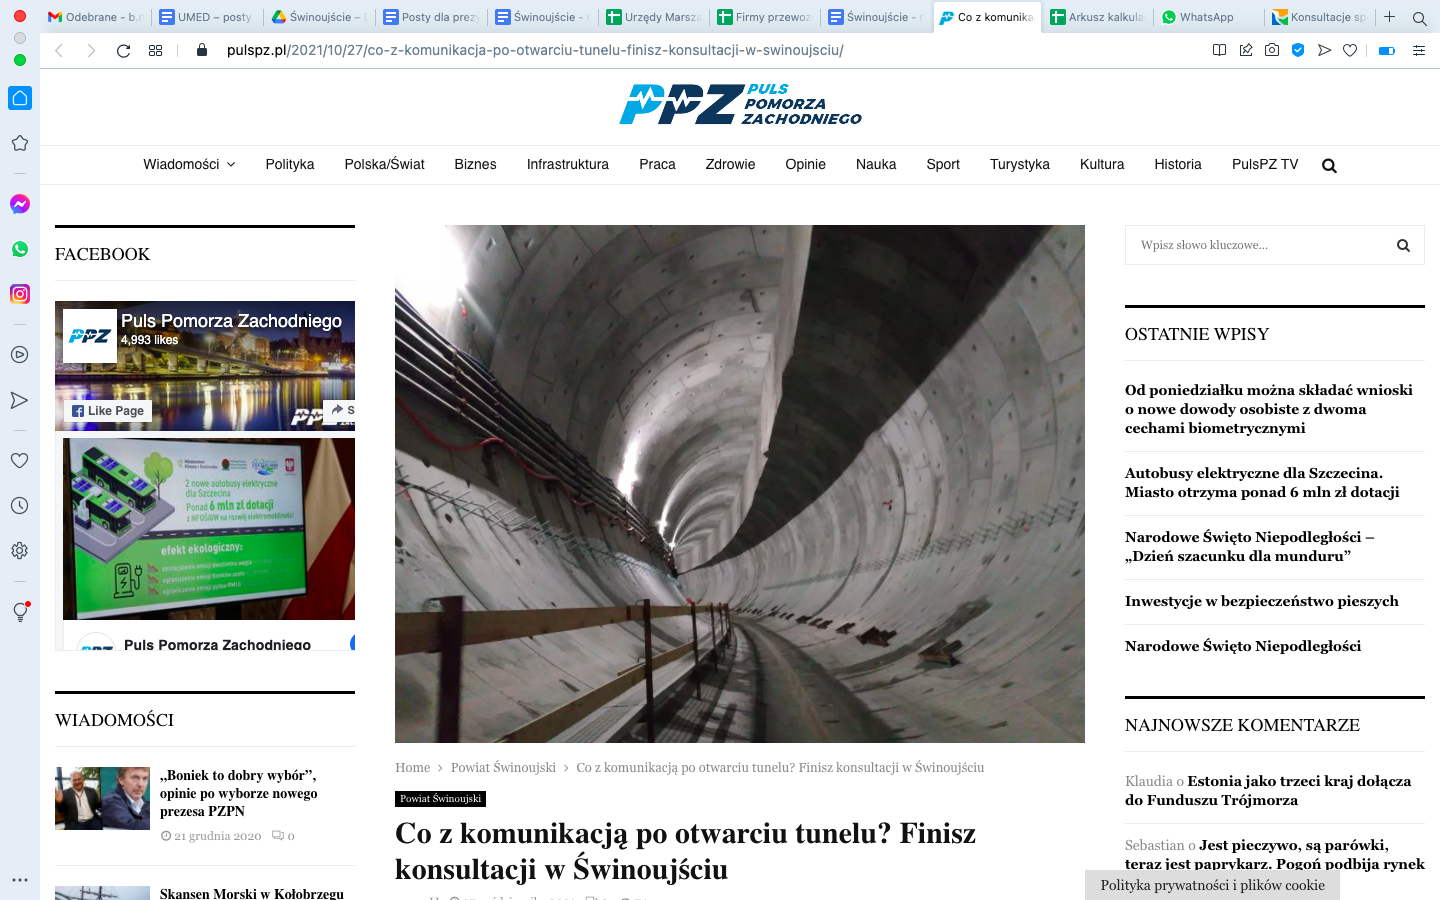 Odebrane - b.r
UMED – posty
Świnoujście – D
Posty dla prezy
Świnoujście - r
Urzędy Marsza
Firmy przewoz
Świnoujście - r
Co z komunika
Arkusz kalkula
WhatsApp
Konsultacje sp
pulspz.pl/2021/10/27/co-z-komunikacja-po-otwarciu-tunelu-finisz-konsultacji-w-swinoujsciu/
PPZ PULS
POMORZA
ZACHODNIEGO
Wiadomości Polityka Polska/Świat Biznes Infrastruktura Praca Zdrowie Opinie Nauka Sport Turystyka Kultura Historia PulsPZ TV
FACEBOOK
PPZ
Puls Pomorza Zachodniego
4,993 likes
Like Page
S
PPZ
2 nowe autobusy elektryczne
dla Szczecina
Ponad 6 mln zł dotacji
z NFOŚiGW na rozwój elektromobilności
efekt ekologiczny:
Puls Pomorza Zachodniego
WIADOMOŚCI
„Boniek to dobry wybór”,
opinie po wyborze nowego
prezesa PZPN
21 grudnia 2020 0
Skansen Morski w Kołobrzegu
Home > Powiat Świnoujski > Co z komunikacją po otwarciu tunelu? Finisz konsultacji w Świnoujściu
Powiat Świnoujski
Co z komunikacją po otwarciu tunelu? Finisz
konsultacji w Świnoujściu
Wpisz słowo kluczowe...
OSTATNIE WPISY
Od poniedziałku można składać wnioski
o nowe dowody osobiste z dwoma
cechami biometrycznymi
Autobusy elektryczne dla Szczecina.
Miasto otrzyma ponad 6 mln zł dotacji
Narodowe Święto Niepodległości –
„Dzień szacunku dla munduru”
Inwestycje w bezpieczeństwo pieszych
Narodowe Święto Niepodległości
NAJNOWSZE KOMENTARZE
Klaudia o Estonia jako trzeci kraj dołącza
do Funduszu Trójmorza
Sebastian o Jest pieczywo, są parówki,
teraz jest paprykarz. Pogoń podbija rynek
Polityka prywatności i plików cookie